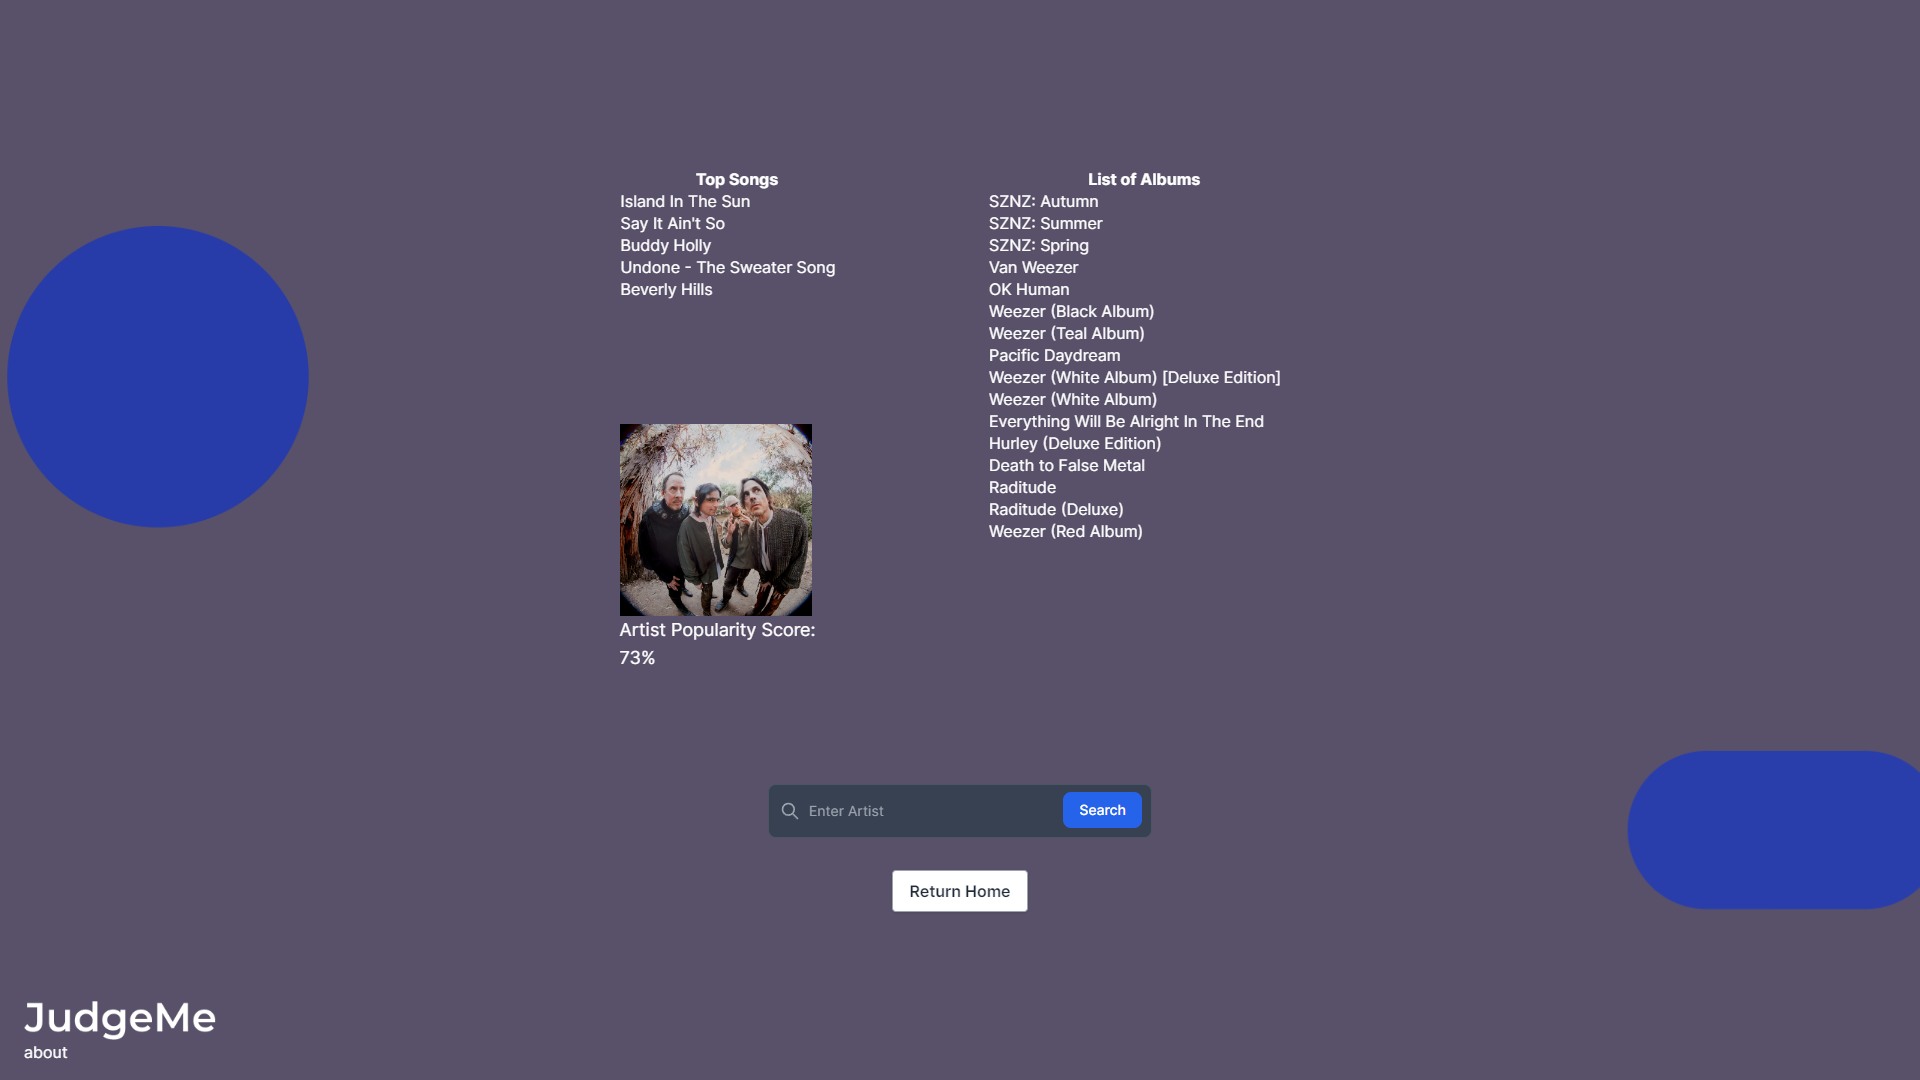 Top Songs
Island In The Sun
Say It Ain't So
Buddy Holly
Undone - The Sweater Song
Beverly Hills
List of Albums
SZNZ: Autumn
SZNZ: Summer
SZNZ: Spring
Van Weezer
OK Human
Weezer (Black Album)
Weezer (Teal Album)
Pacific Daydream
Weezer (White Album) [Deluxe Edition]
Weezer (White Album)
Everything Will Be Alright In The End
Hurley (Deluxe Edition)
Death to False Metal
Raditude
Raditude (Deluxe)
Weezer (Red Album)
Artist Popularity Score:
73%
Enter Artist
Search
Return Home
JudgeMe
about